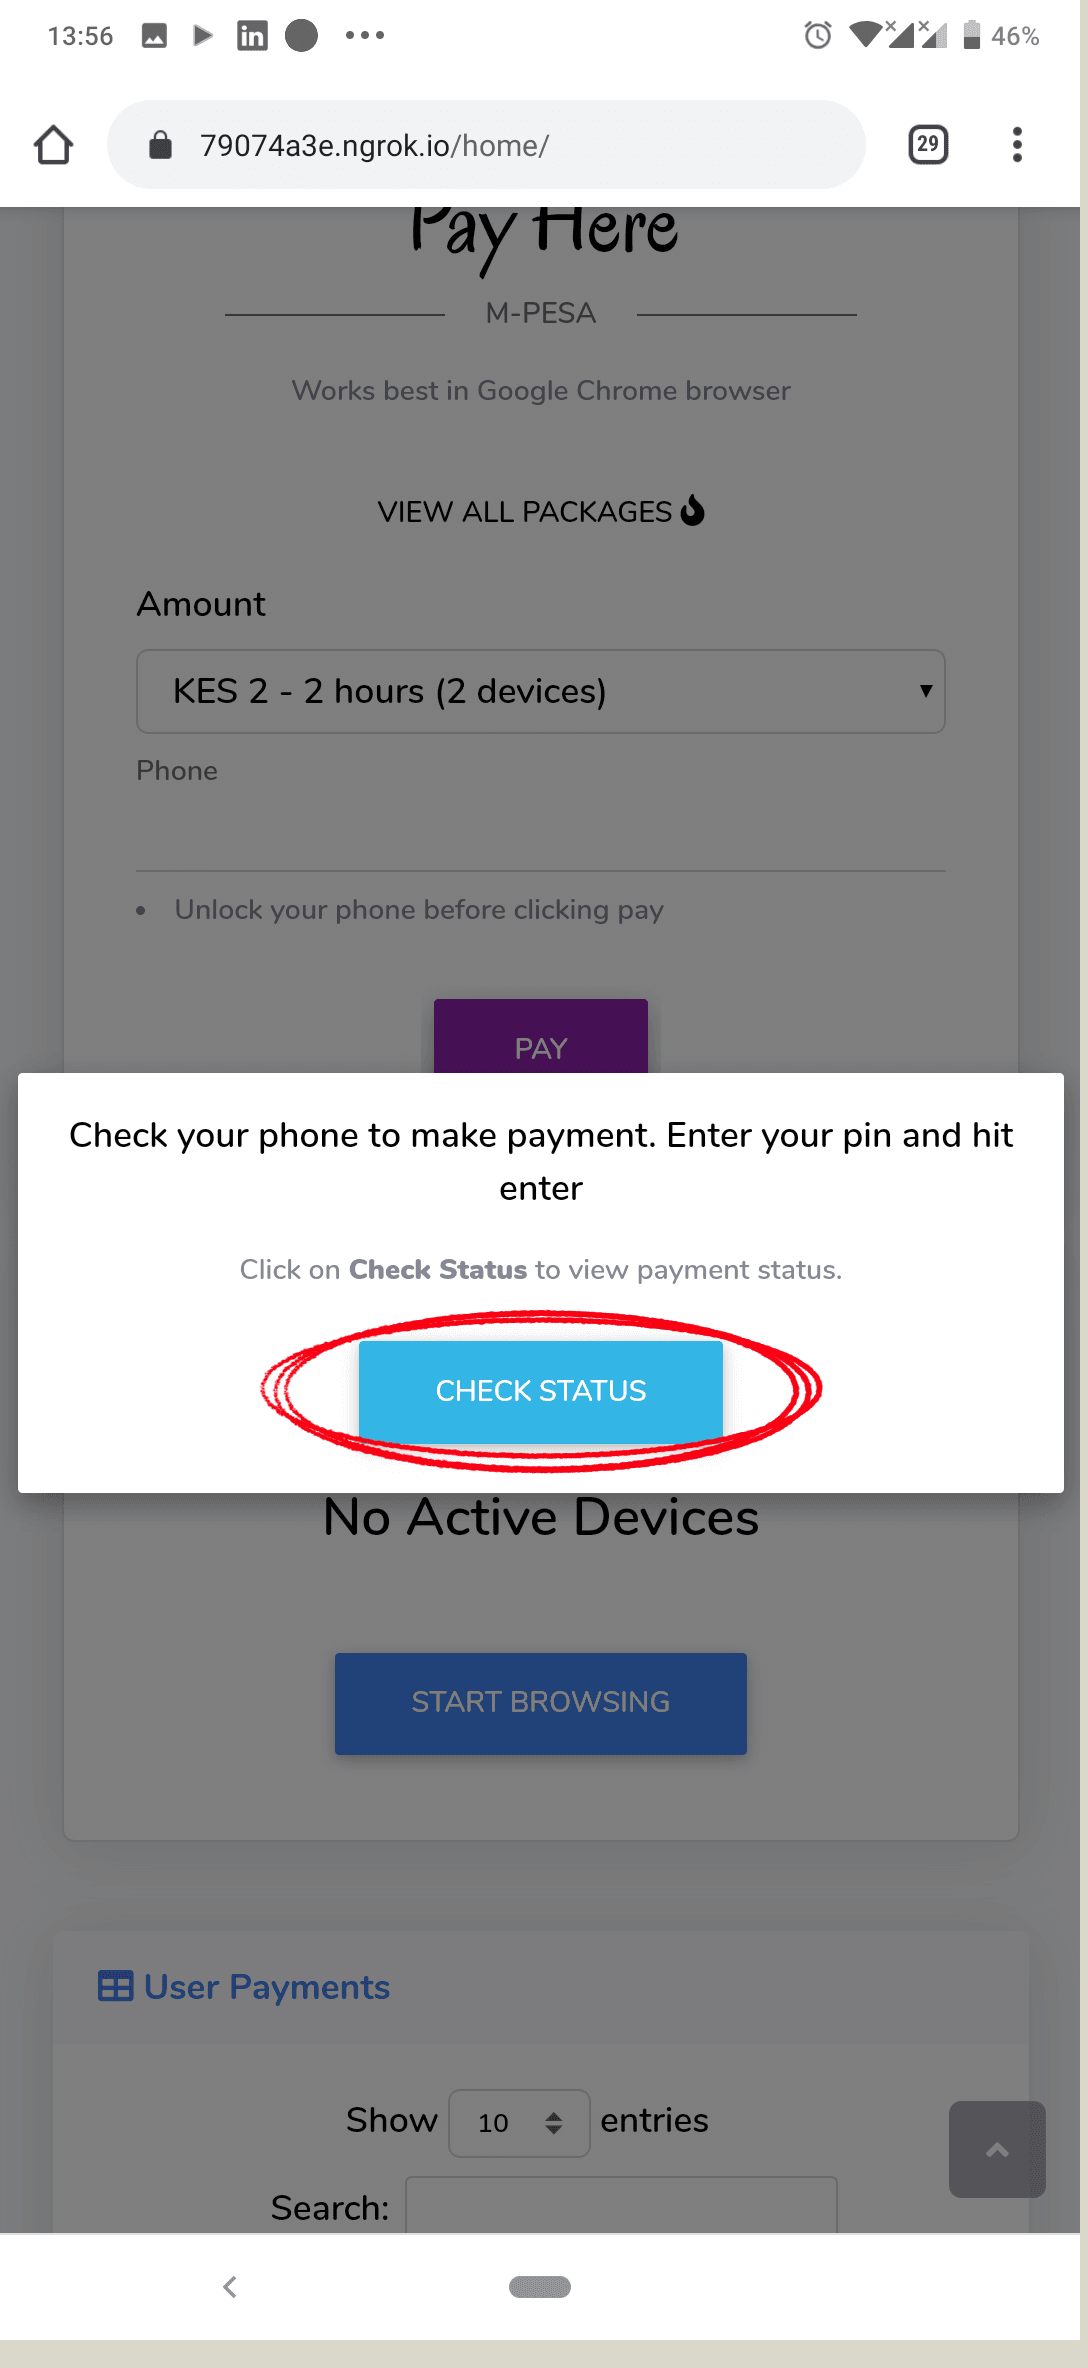 13:56
in
46%
79074a3e.ngrok.io/home/
29
Pay Here
M-PESA
Works best in Google Chrome browser
VIEW ALL PACKAGES
Amount
KES 2 - 2 hours (2 devices)
Phone
• Unlock your phone before clicking pay
PAY
Check your phone to make payment. Enter your pin and hit
enter
Click on Check Status to view payment status.
CHECK STATUS
No Active Devices
START BROWSING
User Payments
Show 10 entries
Search: